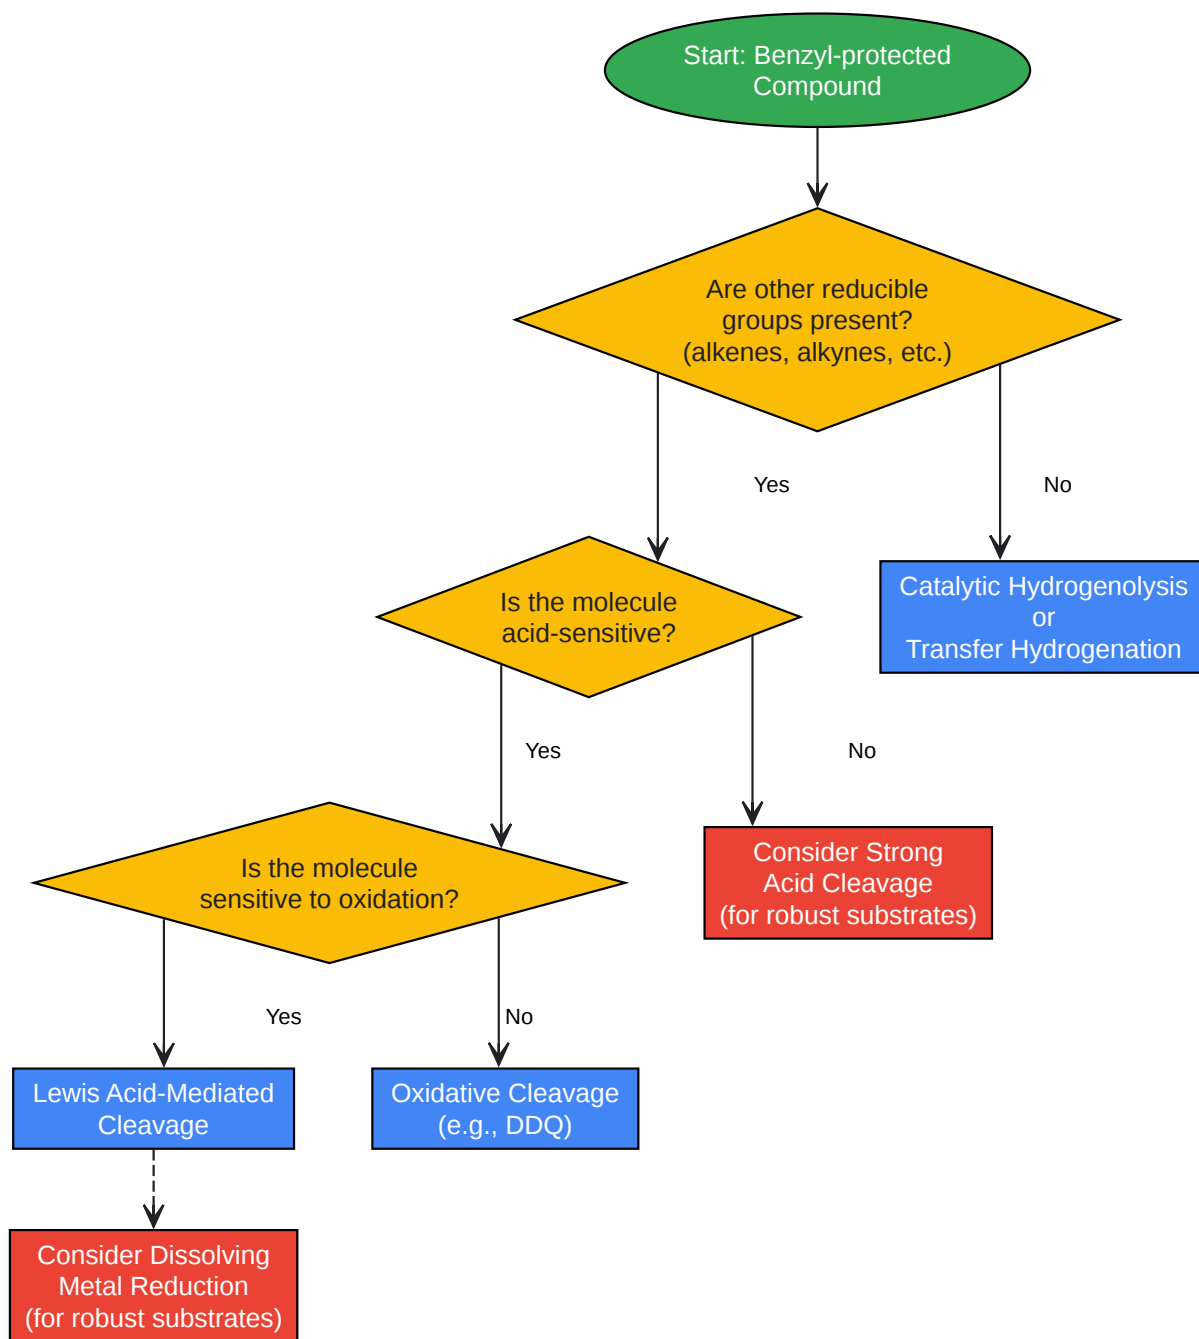 Start: Benzyl-protected
Compound
Are other reducible
groups present?
(alkenes, alkynes, etc.)
Yes
No
Is the molecule
acid-sensitive?
Catalytic Hydrogenolysis
or
Transfer Hydrogenation
Yes
No
Is the molecule
sensitive to oxidation?
Consider Strong
Acid Cleavage
(for robust substrates)
Yes
No
Lewis Acid-Mediated
Cleavage
Oxidative Cleavage
(e.g., DDQ)
Consider Dissolving
Metal Reduction
(for robust substrates)